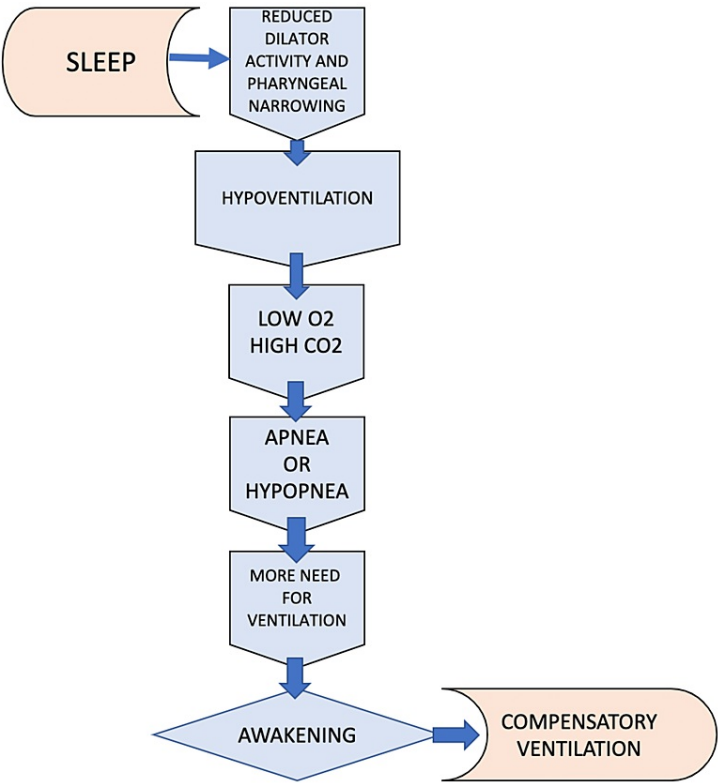 SLEEP
REDUCED
DILATOR
ACTIVITY AND
PHARYNGEAL
NARROWING
HYPOVENTILATION
LOW O2
HIGH CO2
APNEA
OR
HYPOPNEA
MORE NEED
FOR
VENTILATION
AWAKENING
COMPENSATORY
VENTILATION